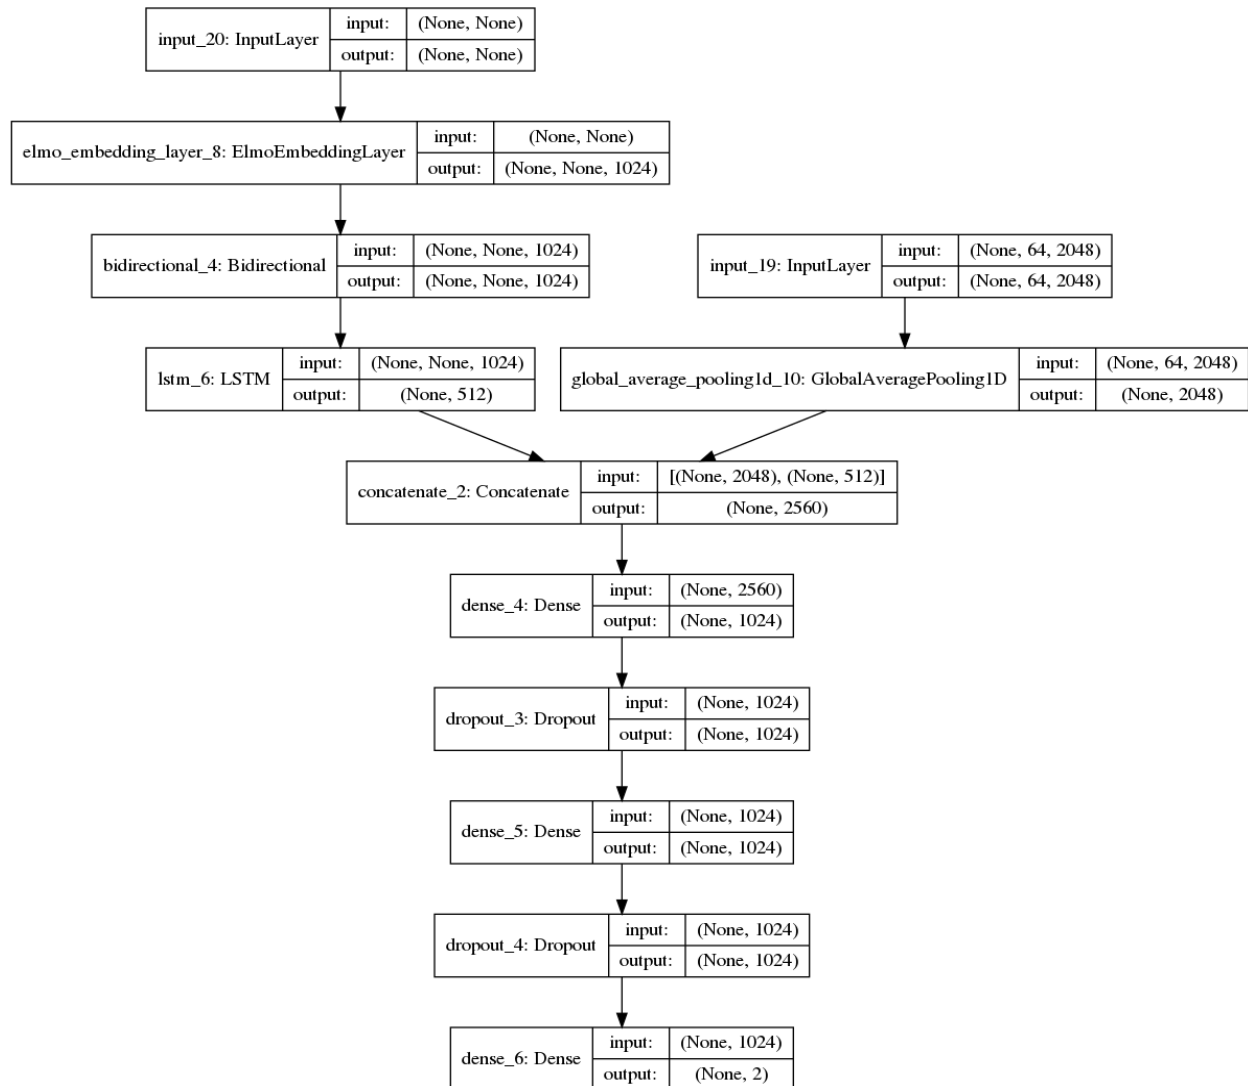 input_20: InputLayer
input: (None, None)
output: (None, None)
elmo_embedding_layer_8: ElmoEmbeddingLayer
input: (None, None)
output: (None, None, 1024)
bidirectional_4: Bidirectional
input: (None, None, 1024)
output: (None, None, 1024)
input_19: InputLayer
input: (None, 64, 2048)
output: (None, 64, 2048)
lstm_6: LSTM
input: (None, None, 1024)
output: (None, 512)
global_average_pooling1d_10: GlobalAveragePooling1D
input: (None, 64, 2048)
output: (None, 2048)
concatenate_2: Concatenate
input: [(None, 2048), (None, 512)]
output: (None, 2560)
dense_4: Dense
input: (None, 2560)
output: (None, 1024)
dropout_3: Dropout
input: (None, 1024)
output: (None, 1024)
dense_5: Dense
input: (None, 1024)
output: (None, 1024)
dropout_4: Dropout
input: (None, 1024)
output: (None, 1024)
dense_6: Dense
input: (None, 1024)
output: (None, 2)